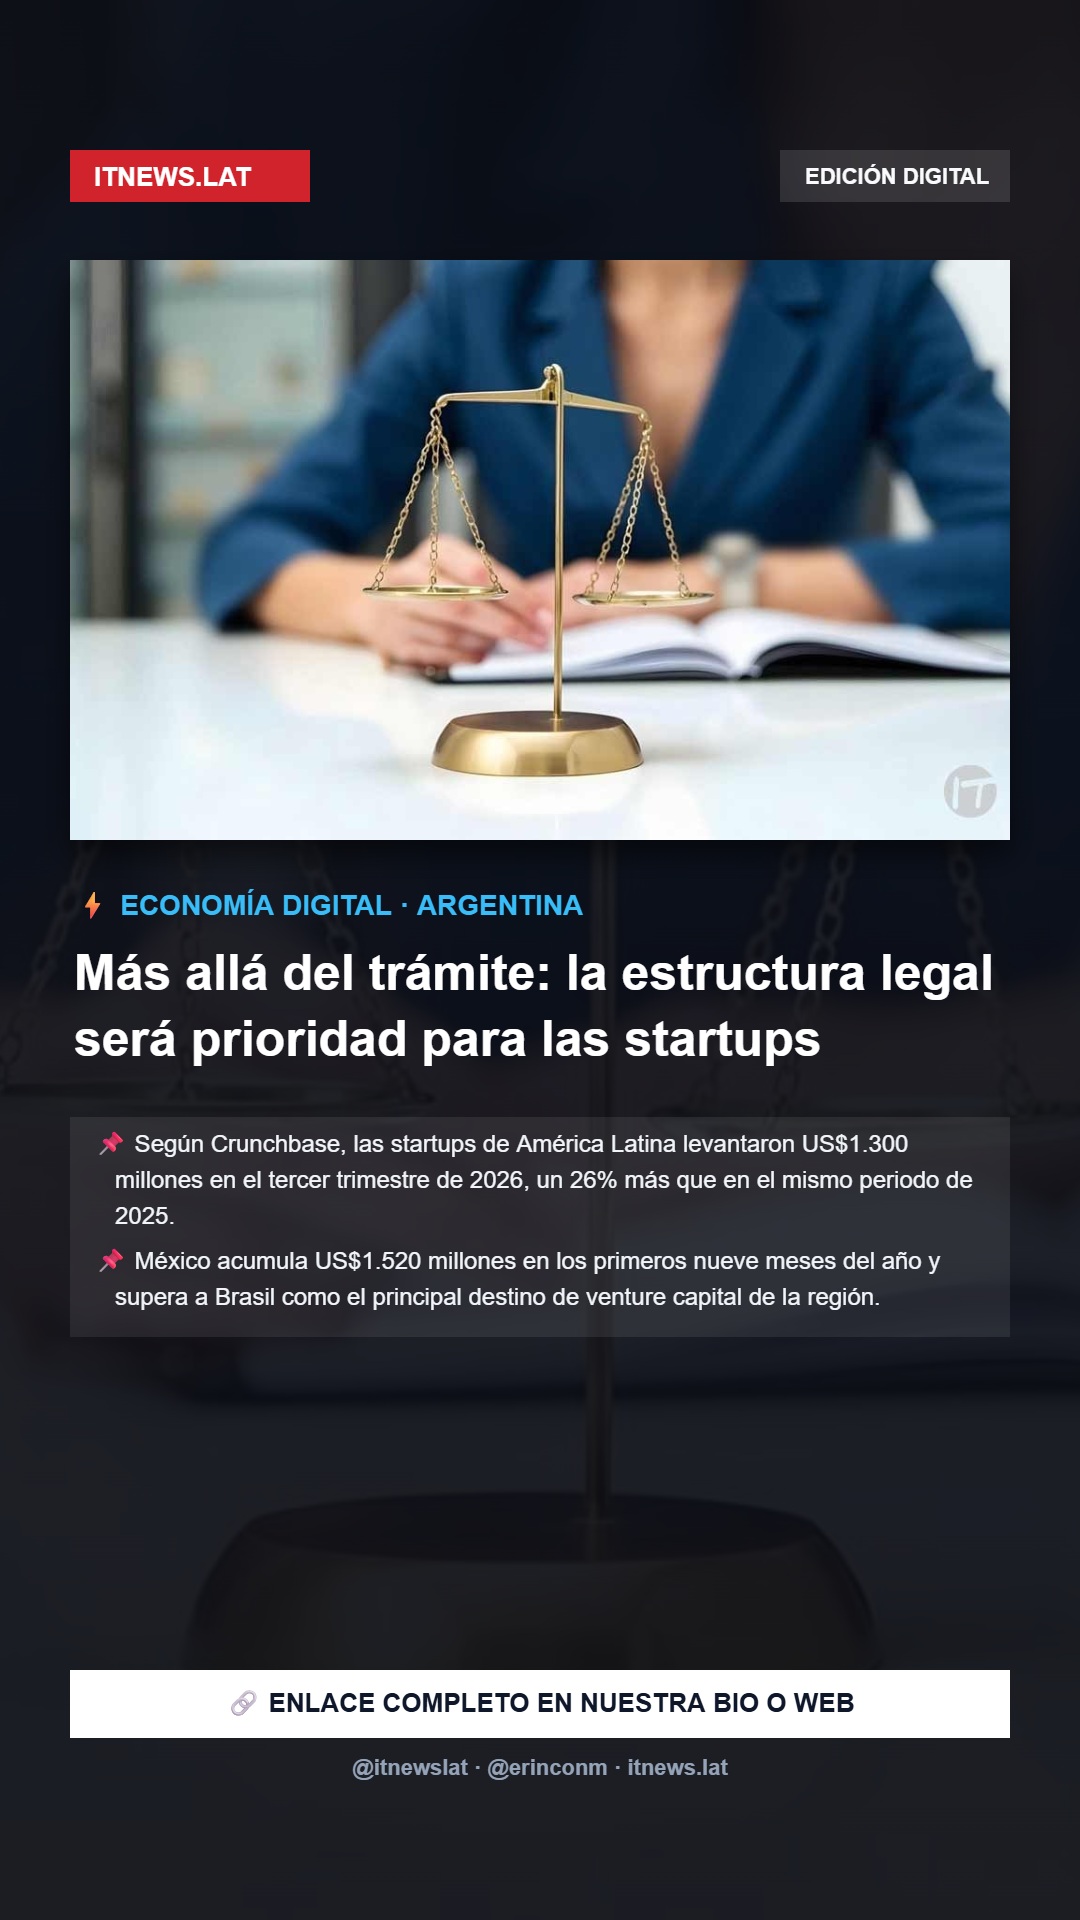 ITNEWS.LAT
EDICIÓN DIGITAL
IT
⚡ ECONOMÍA DIGITAL · ARGENTINA
Más allá del trámite: la estructura legal
será prioridad para las startups
📌 Según Crunchbase, las startups de América Latina levantaron US$1.300
millones en el tercer trimestre de 2026, un 26% más que en el mismo periodo de
2025.
📌 México acumula US$1.520 millones en los primeros nueve meses del año y
supera a Brasil como el principal destino de venture capital de la región.
🔗 ENLACE COMPLETO EN NUESTRA BIO O WEB
@itnewslat · @erinconm · itnews.lat